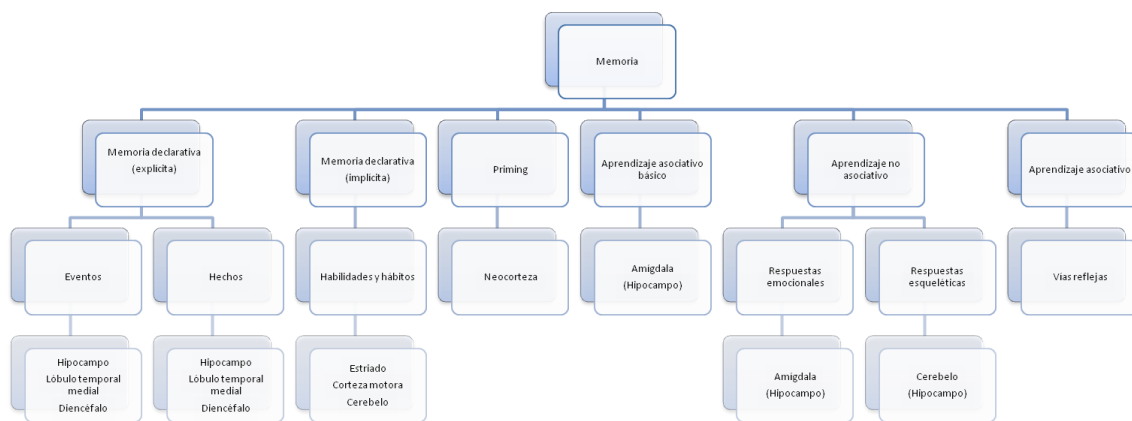 Memoria
Memoria declarativa
(explícita)
Memoria declarativa
(implícita)
Priming
Aprendizaje asociativo
básico
Aprendizaje no
asociativo
Aprendizaje asociativo
Eventos
Hechos
Habilidades y hábitos
Neocorteza
Amígdala
(Hipocampo)
Respuestas
emocionales
Respuestas
esqueléticas
Vías reflejas
Hipocampo
Lóbulo temporal
medial
Diencéfalo
Hipocampo
Lóbulo temporal
medial
Diencéfalo
Estriado
Corteza motora
Cerebelo
Amígdala
(Hipocampo)
Cerebelo
(Hipocampo)